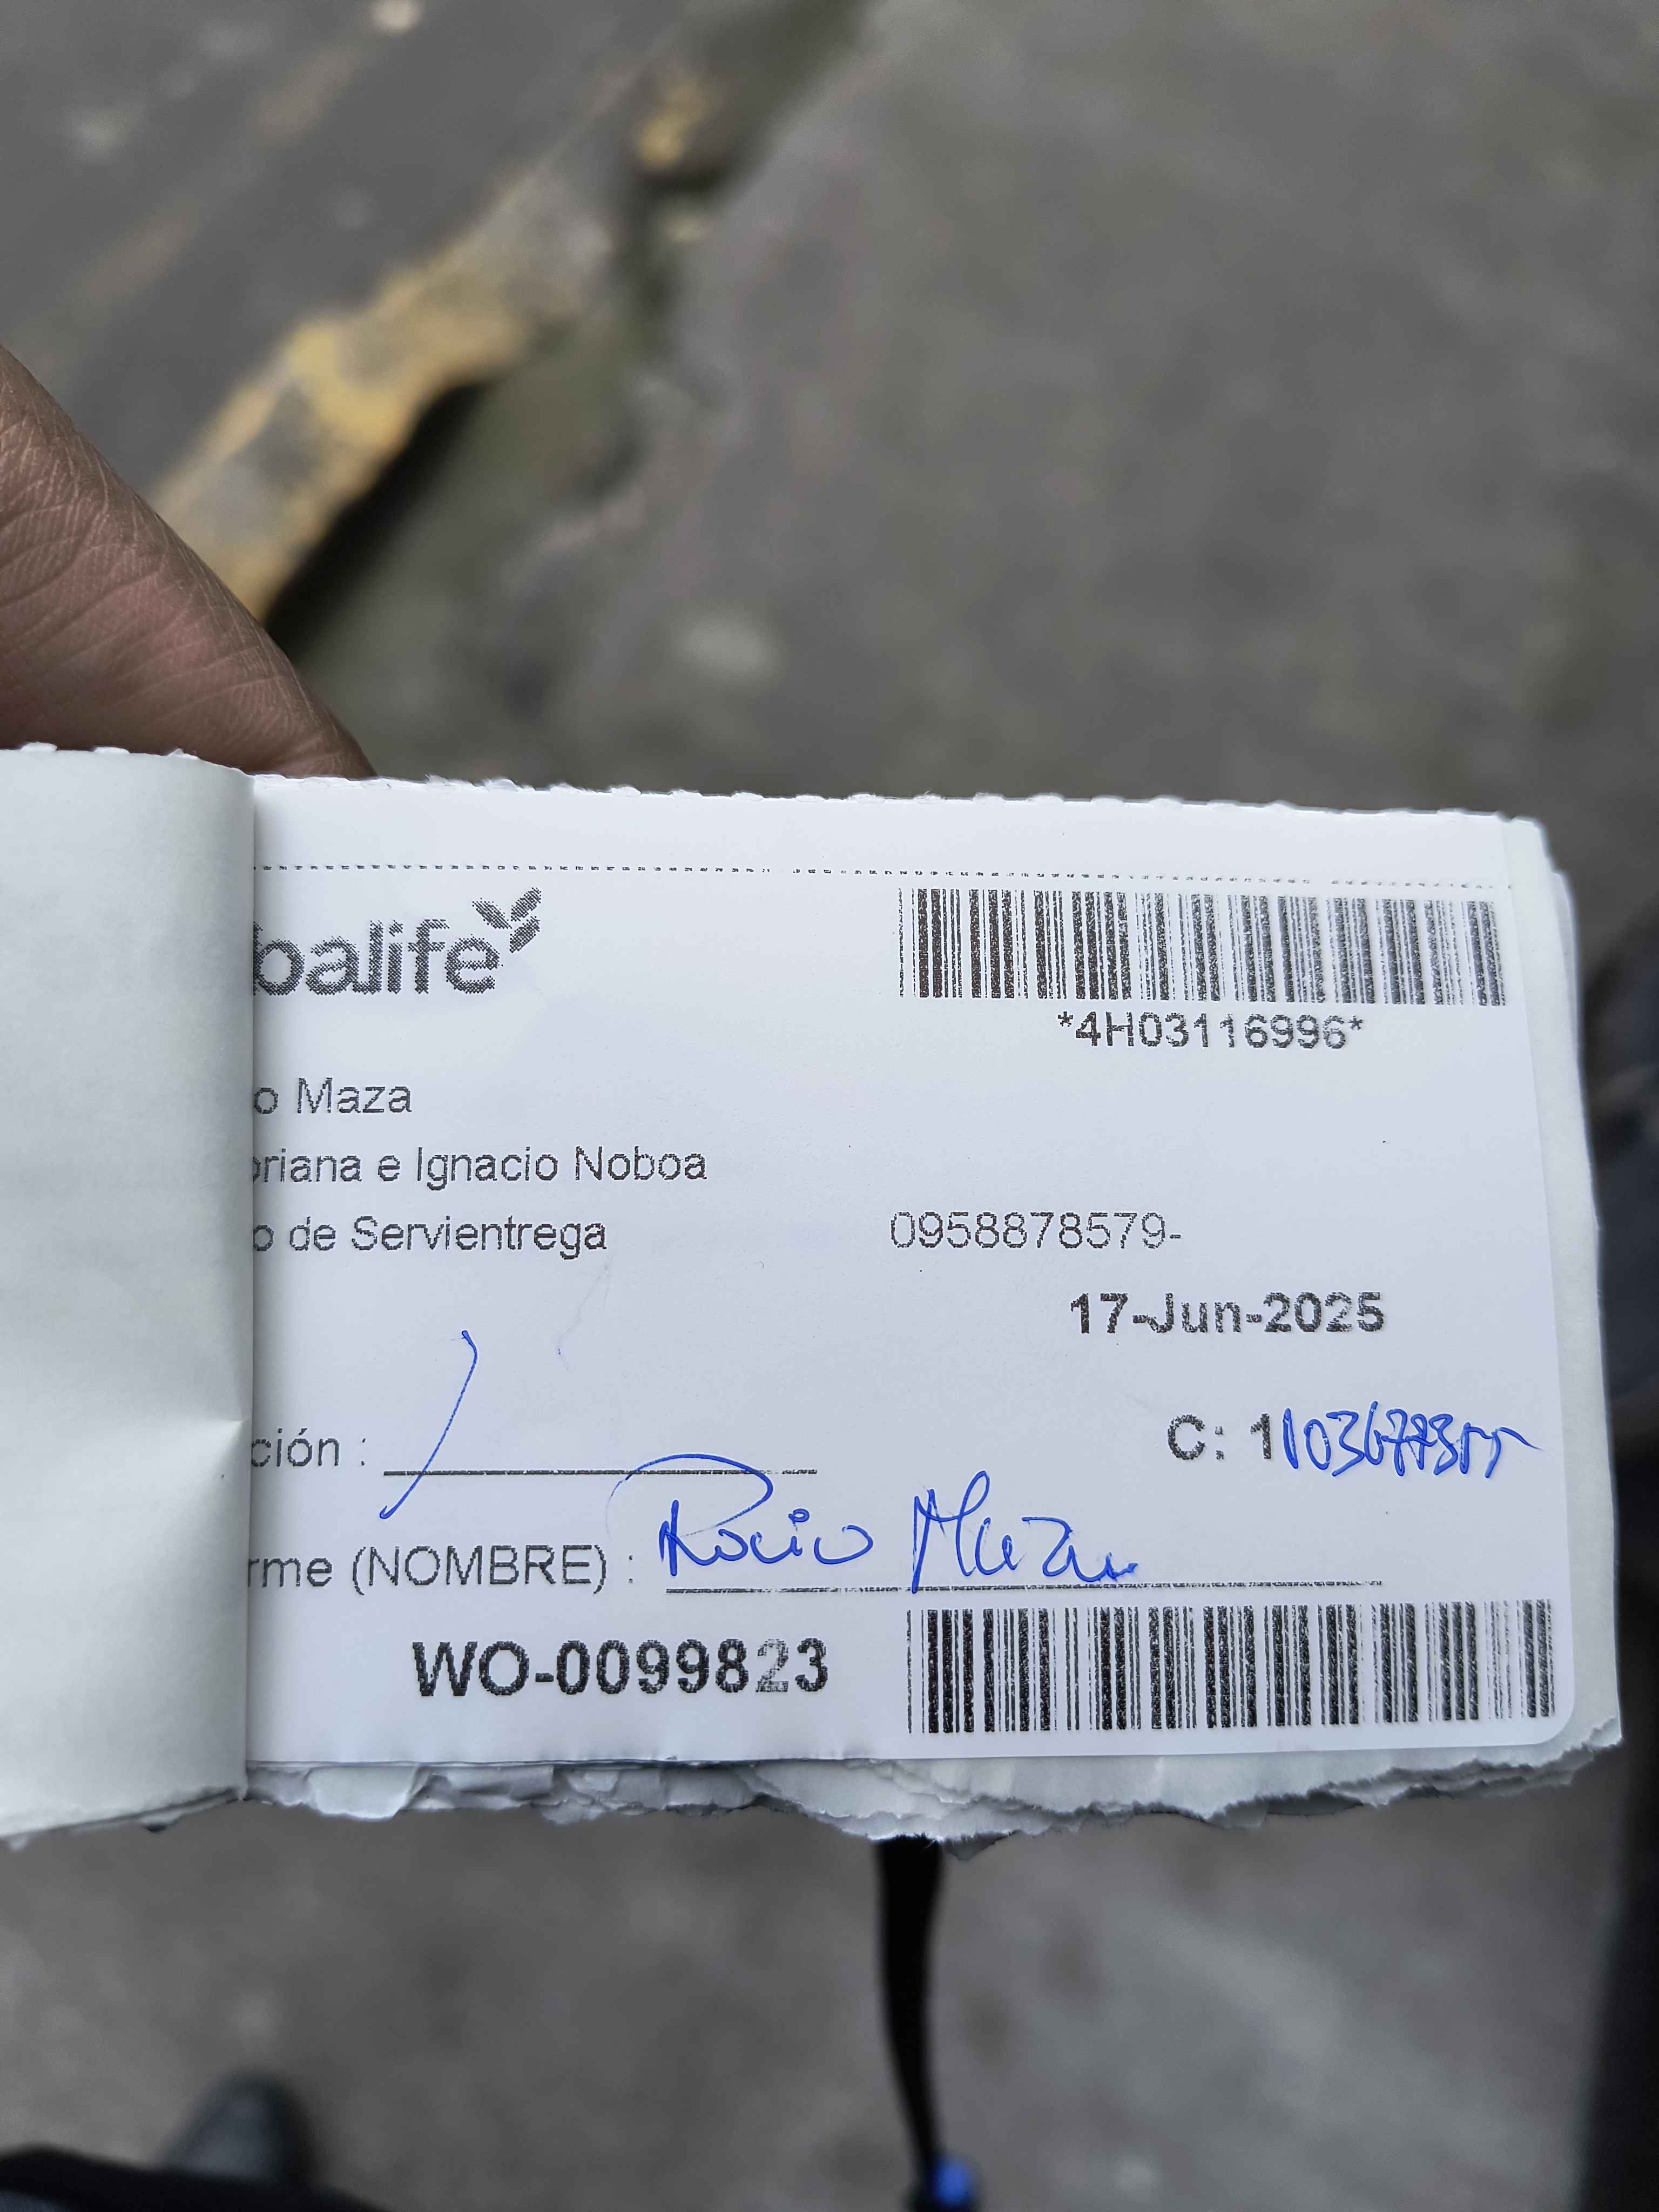 balife
*4H03116996*
o Maza
oriana e Ignacio Noboa
o de Servientrega 0958878579-
17-Jun-2025
ción : C: 1
rme (NOMBRE) : Rocio Maza
WO-0099823